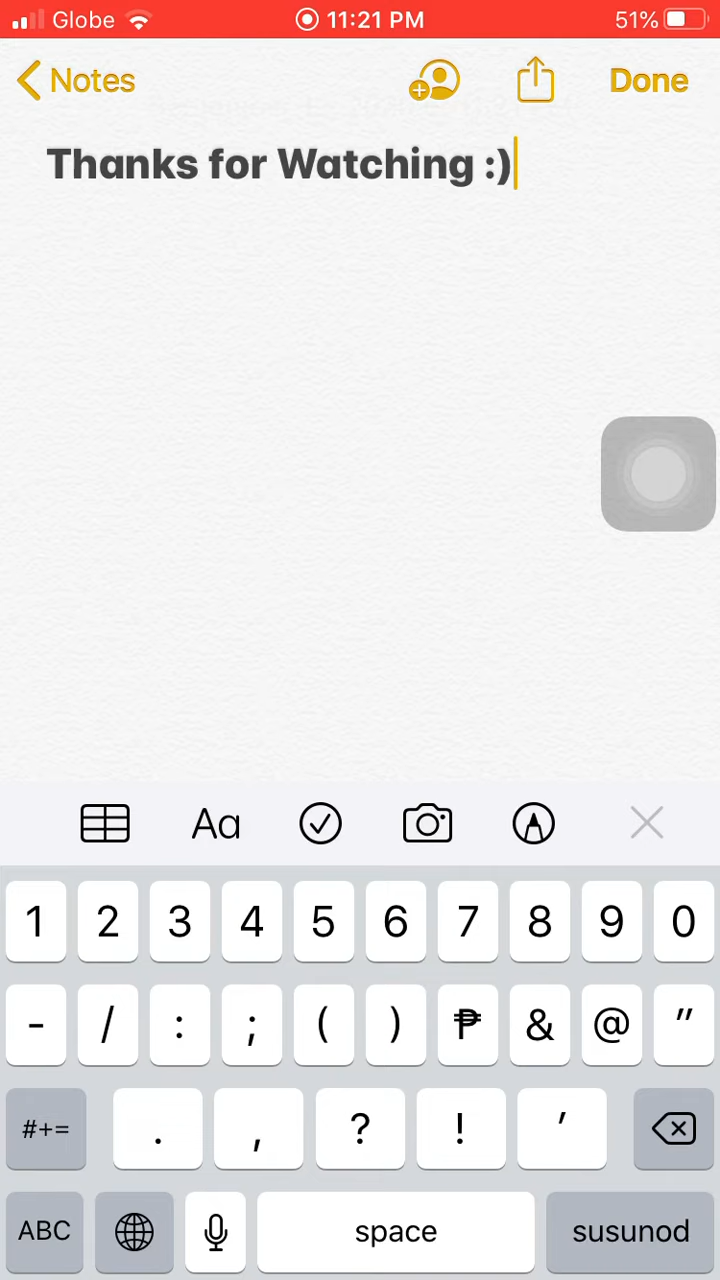 Globe 11:21 PM 51%
Notes Done
Thanks for Watching :)
Aa
1 2 3 4 5 6 7 8 9 0
- / : ; ( ) ₱ & @ "
#+= . , ? ! '
ABC space susunod